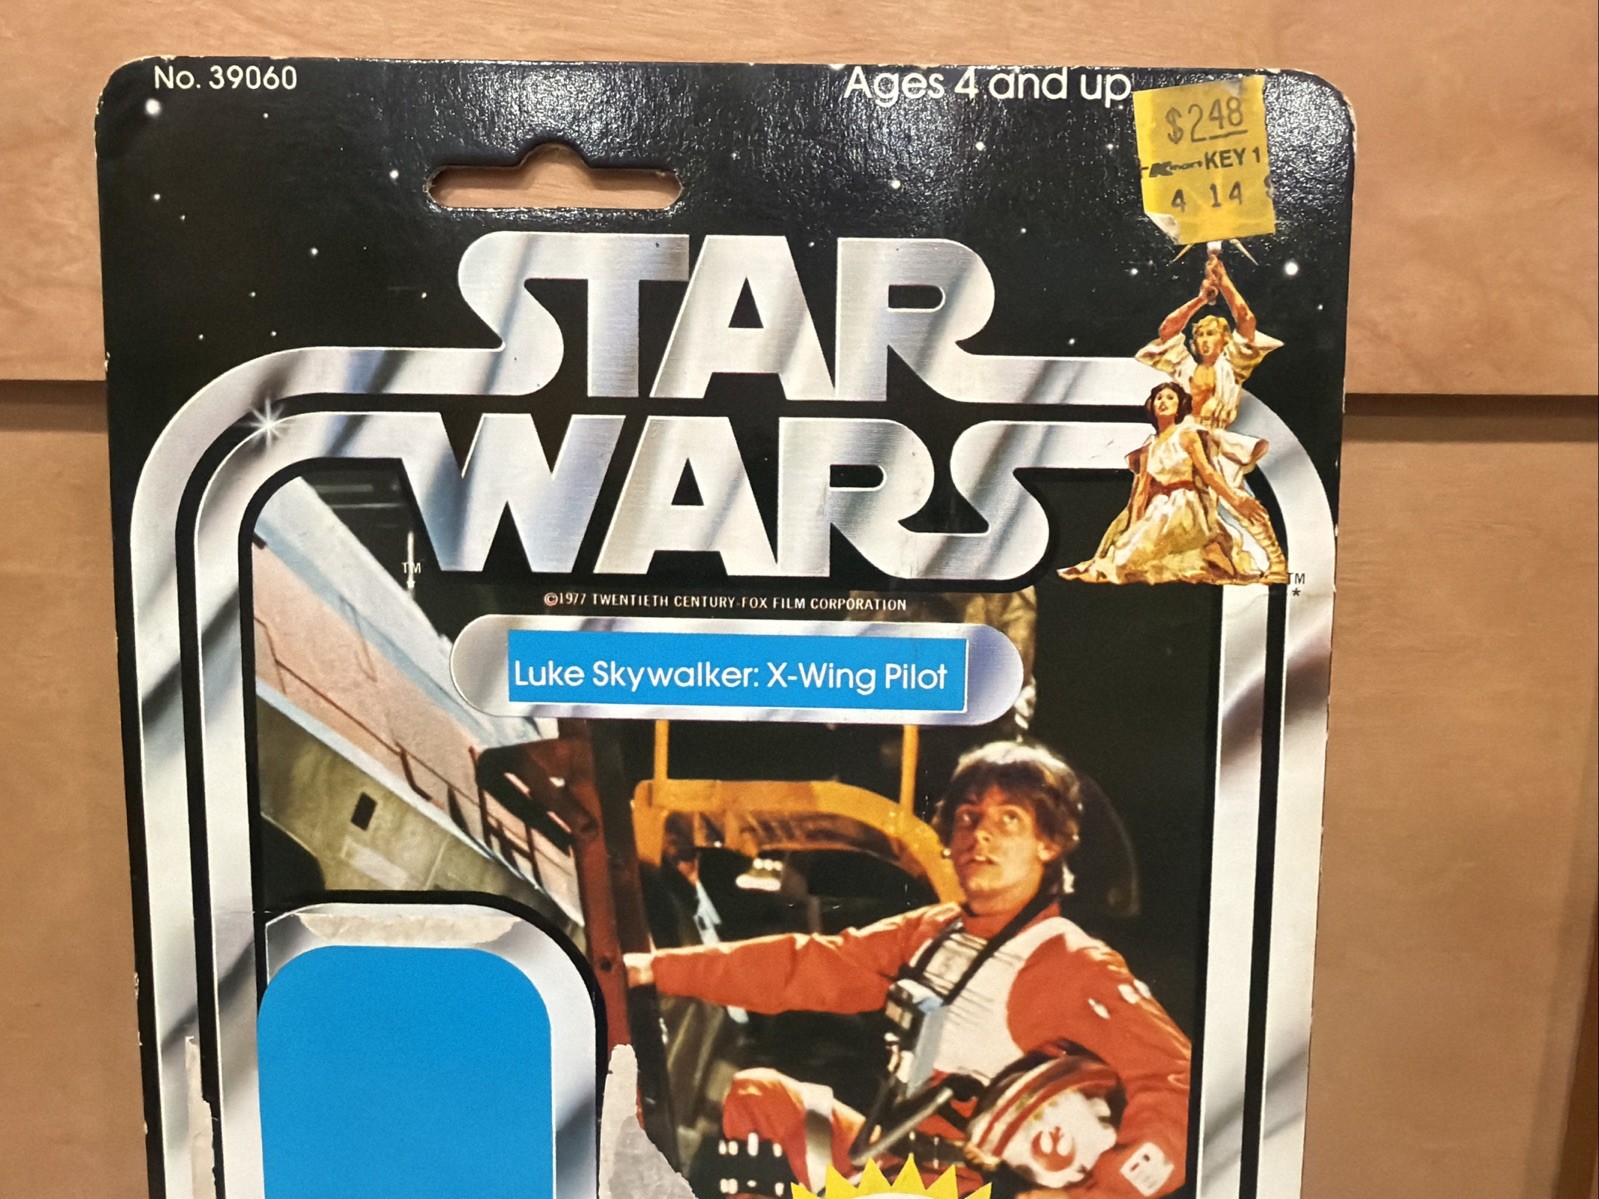 No. 39060
Ages 4 and up
$2.48
Kmart KEY 1
4 14
STAR
WARS
TM
*
TM
*
©1977 TWENTIETH CENTURY-FOX FILM CORPORATION
Luke Skywalker: X-Wing Pilot